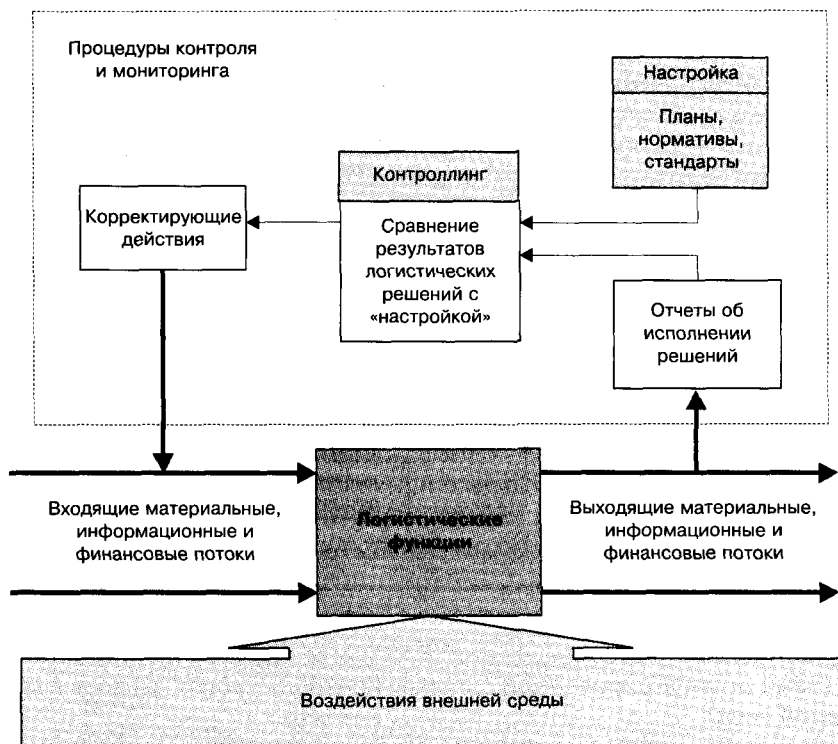 Процедуры контроля
и мониторинга
Настройка
Планы,
нормативы,
стандарты
Контроллинг
Сравнение
результатов
логистических
решений с
«настройкой»
Корректирующие
действия
Отчеты об
исполнении
решений
Входящие материальные,
информационные и
финансовые потоки
Логистические
функции
Выходящие материальные,
информационные и
финансовые потоки
Воздействия внешней среды